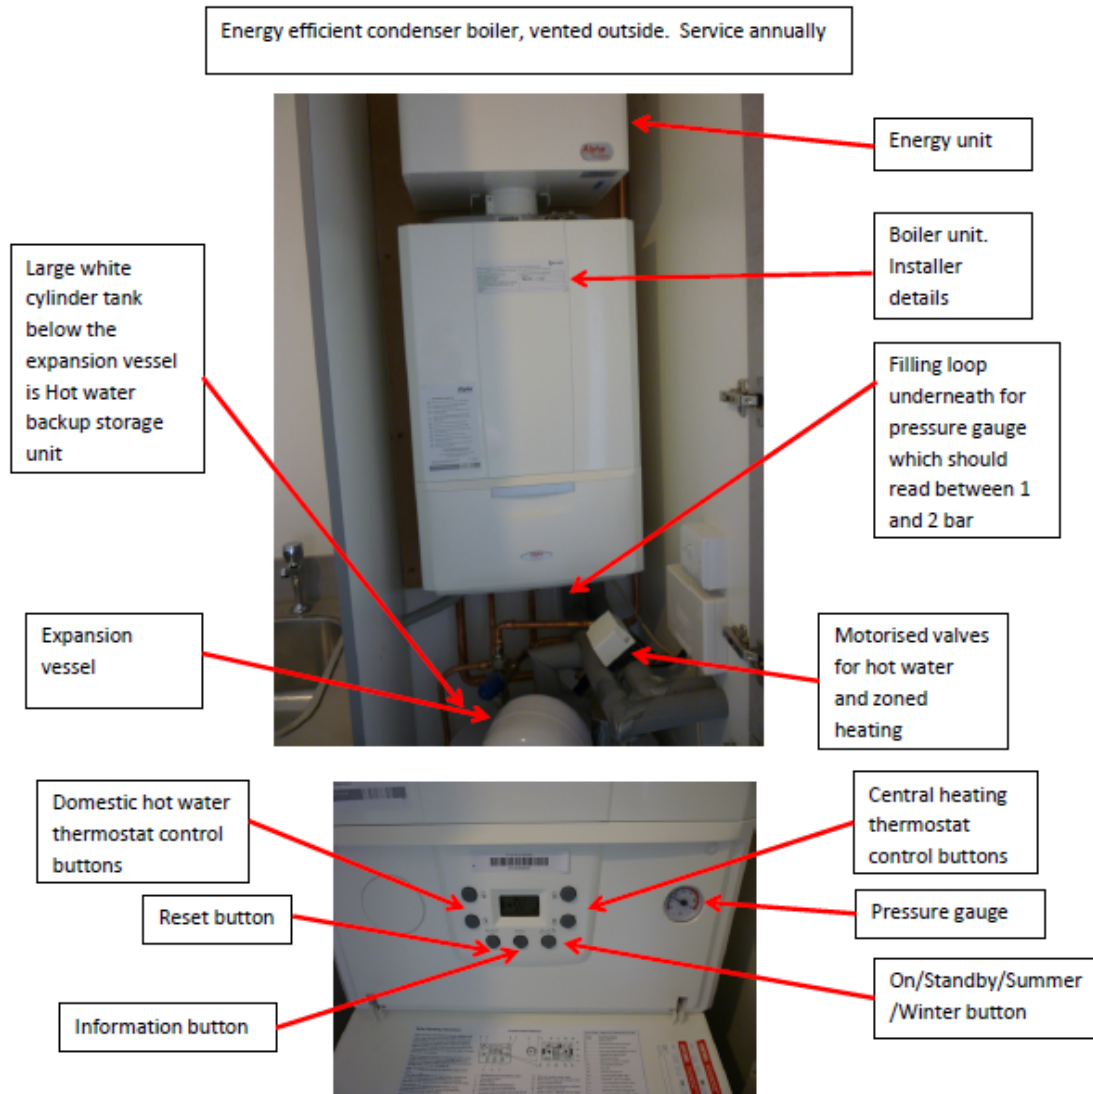 Energy efficient condenser boiler, vented outside.  Service annually
Energy unit
Alpha
Boiler unit.
Installer
details
Large white
cylinder tank
below the
expansion vessel
is Hot water
backup storage
unit
Filling loop
underneath for
pressure gauge
which should
read between 1
and 2 bar
Expansion
vessel
Motorised valves
for hot water
and zoned
heating
Domestic hot water
thermostat control
buttons
Central heating
thermostat
control buttons
Reset button
Pressure gauge
Information button
On/Standby/Summer
/Winter button